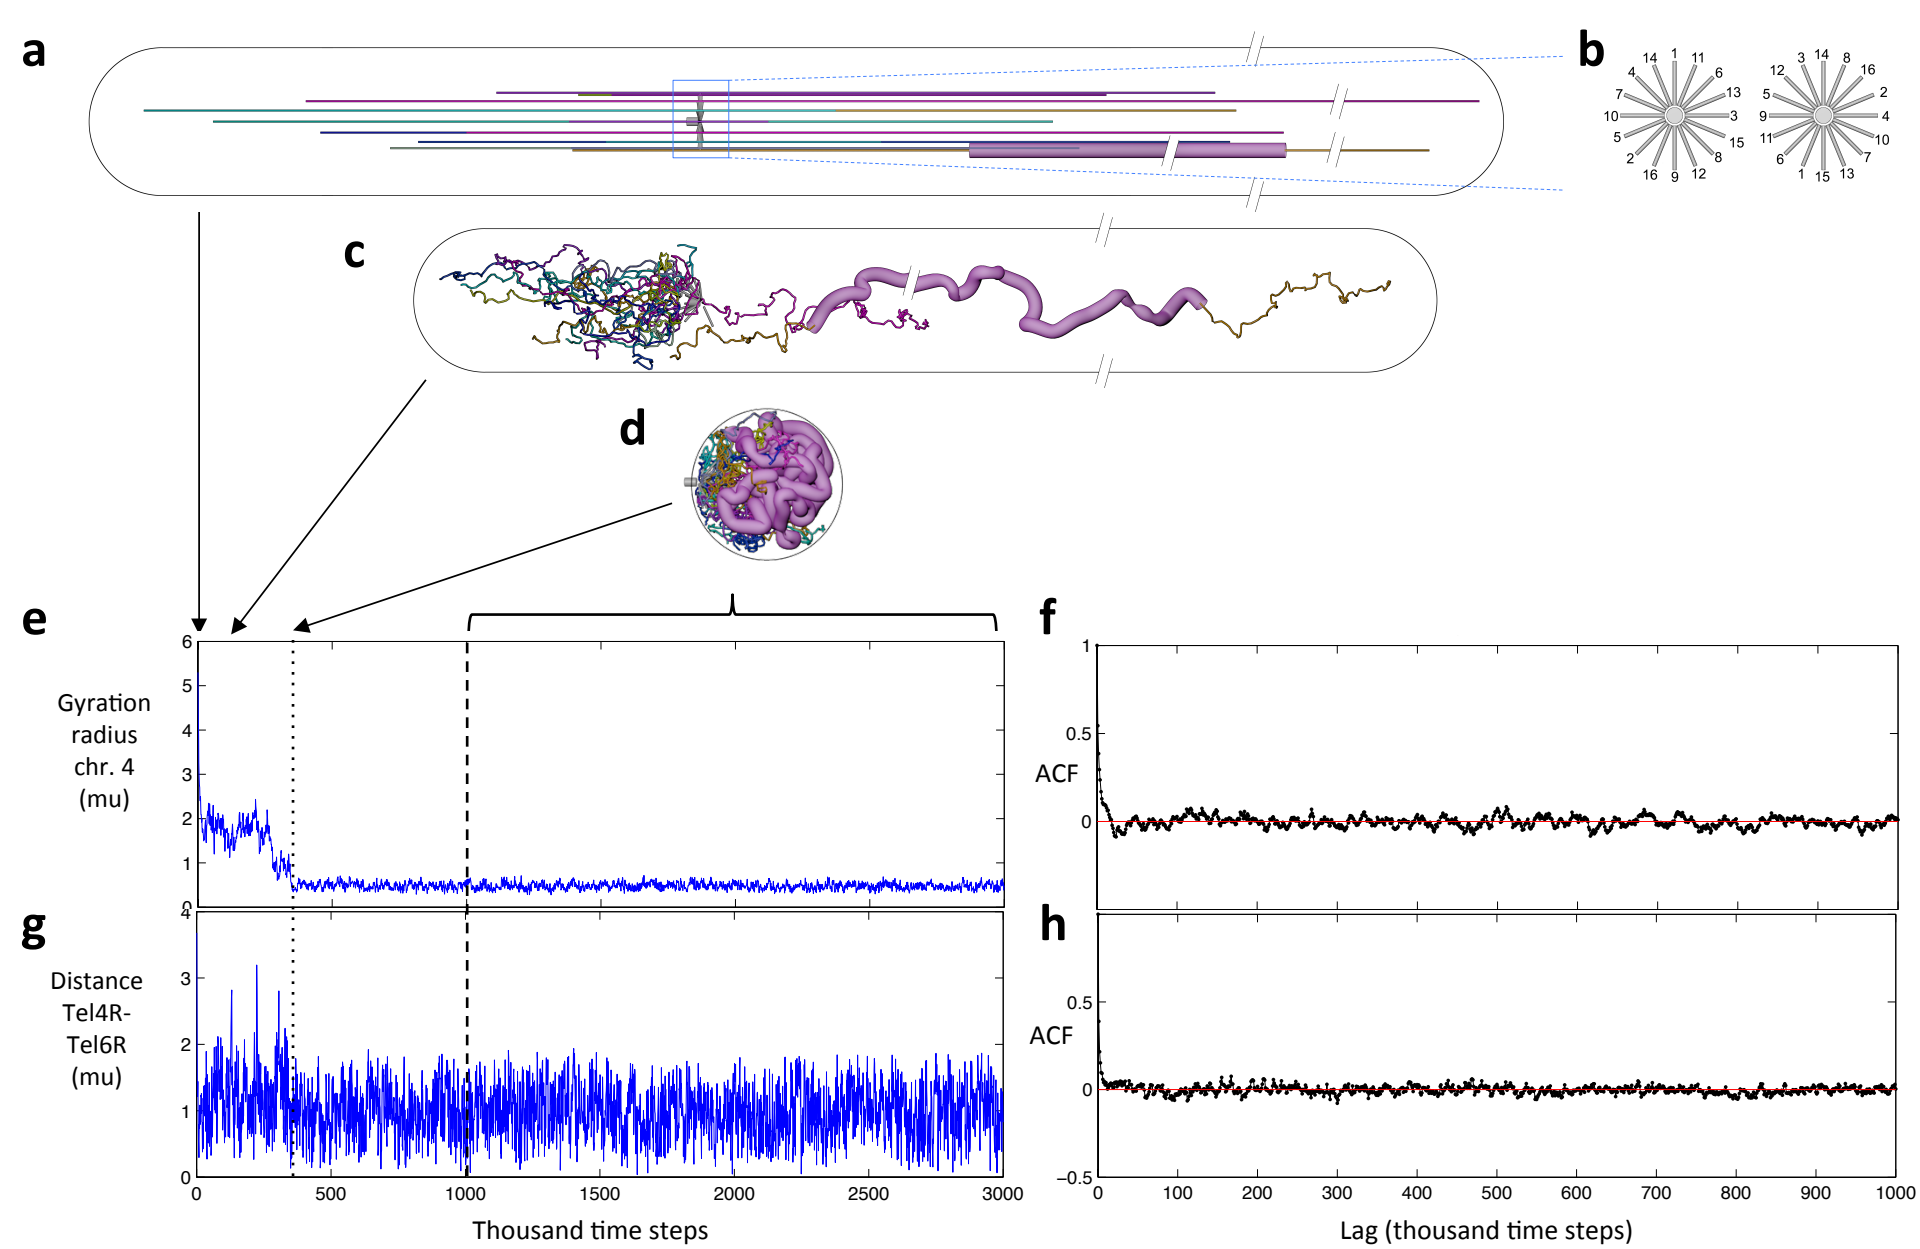 a
b
1
14
11
4
6
7
13
10
3
5
15
2
8
16
12
9
14
3
8
12
16
5
2
9
4
11
10
6
7
1
13
15
c
d
e
Gyration
radius
chr. 4
(mu)
6
5
4
3
2
1
0
f
ACF
1
0.5
0
g
Distance
Tel4R-
Tel6R
(mu)
4
3
2
1
0
0 500 1000 1500 2000 2500 3000
Thousand time steps
h
ACF
0.5
0
−0.5
0 100 200 300 400 500 600 700 800 900 1000
Lag (thousand time steps)